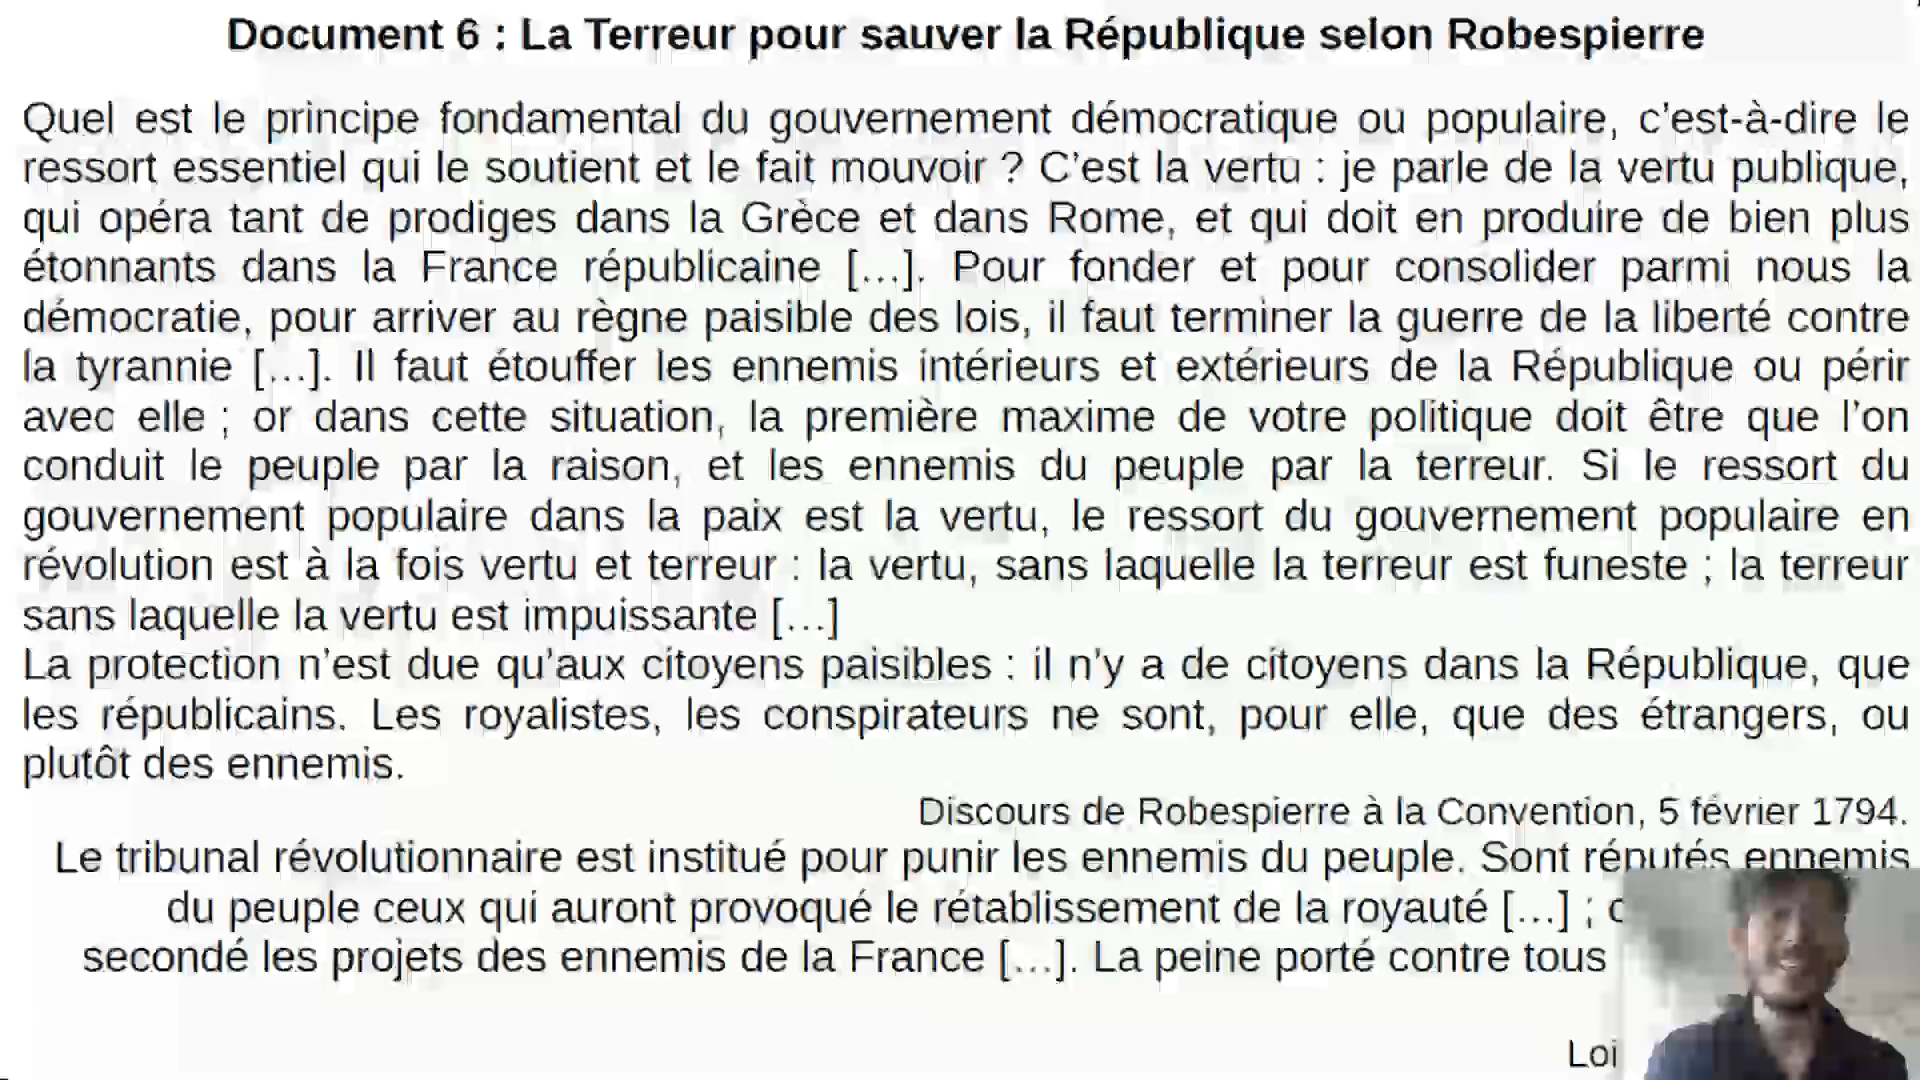 Document 6 : La Terreur pour sauver la République selon Robespierre
Quel est le principe fondamental du gouvernement démocratique ou populaire, c’est-à-dire le
ressort essentiel qui le soutient et le fait mouvoir ? C’est la vertu : je parle de la vertu publique,
qui opéra tant de prodiges dans la Grèce et dans Rome, et qui doit en produire de bien plus
étonnants dans la France républicaine […]. Pour fonder et pour consolider parmi nous la
démocratie, pour arriver au règne paisible des lois, il faut terminer la guerre de la liberté contre
la tyrannie […]. Il faut étouffer les ennemis intérieurs et extérieurs de la République ou périr
avec elle ; or dans cette situation, la première maxime de votre politique doit être que l’on
conduit le peuple par la raison, et les ennemis du peuple par la terreur. Si le ressort du
gouvernement populaire dans la paix est la vertu, le ressort du gouvernement populaire en
révolution est à la fois vertu et terreur : la vertu, sans laquelle la terreur est funeste ; la terreur
sans laquelle la vertu est impuissante […]
La protection n’est due qu’aux citoyens paisibles : il n’y a de citoyens dans la République, que
les républicains. Les royalistes, les conspirateurs ne sont, pour elle, que des étrangers, ou
plutôt des ennemis.
Discours de Robespierre à la Convention, 5 février 1794.
Le tribunal révolutionnaire est institué pour punir les ennemis du peuple. Sont réputés ennemis
du peuple ceux qui auront provoqué le rétablissement de la royauté […] ;
secondé les projets des ennemis de la France […]. La peine porté contre tous
Loi